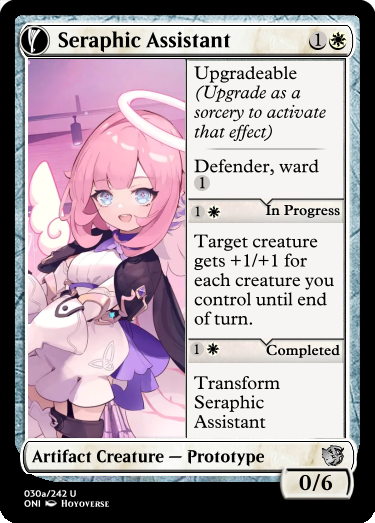 Seraphic Assistant 1
Upgradeable
(Upgrade as a
sorcery to activate
that effect)
Defender, ward
1
1 In Progress
Target creature
gets +1/+1 for
each creature you
control until end
of turn.
1 Completed
Transform
Seraphic
Assistant
Artifact Creature — Prototype
0/6
030a/242 U
ONI HOYOVERSE